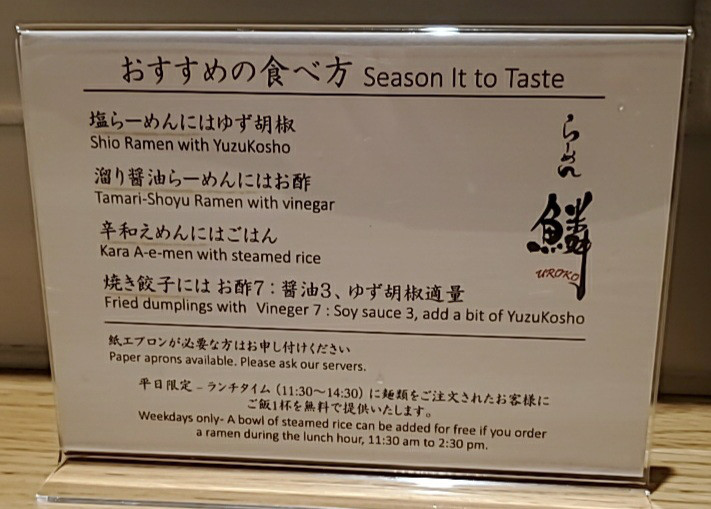 おすすめの食べ方 Season It to Taste
塩らーめんにはゆず胡椒
Shio Ramen with YuzuKosho
溜り醤油らーめんにはお酢
Tamari-Shoyu Ramen with vinegar
辛和えめんにはごはん
Kara A-e-men with steamed rice
焼き餃子には お酢7：醤油3、ゆず胡椒適量
Fried dumplings with Vineger 7 : Soy sauce 3, add a bit of YuzuKosho
らーめん
鱗
UROKO
紙エプロンが必要な方はお申し付けください
Paper aprons available. Please ask our servers.
平日限定 – ランチタイム（11:30～14:30）に麺類をご注文されたお客様に
ご飯1杯を無料で提供いたします。
Weekdays only- A bowl of steamed rice can be added for free if you order
a ramen during the lunch hour, 11:30 am to 2:30 pm.